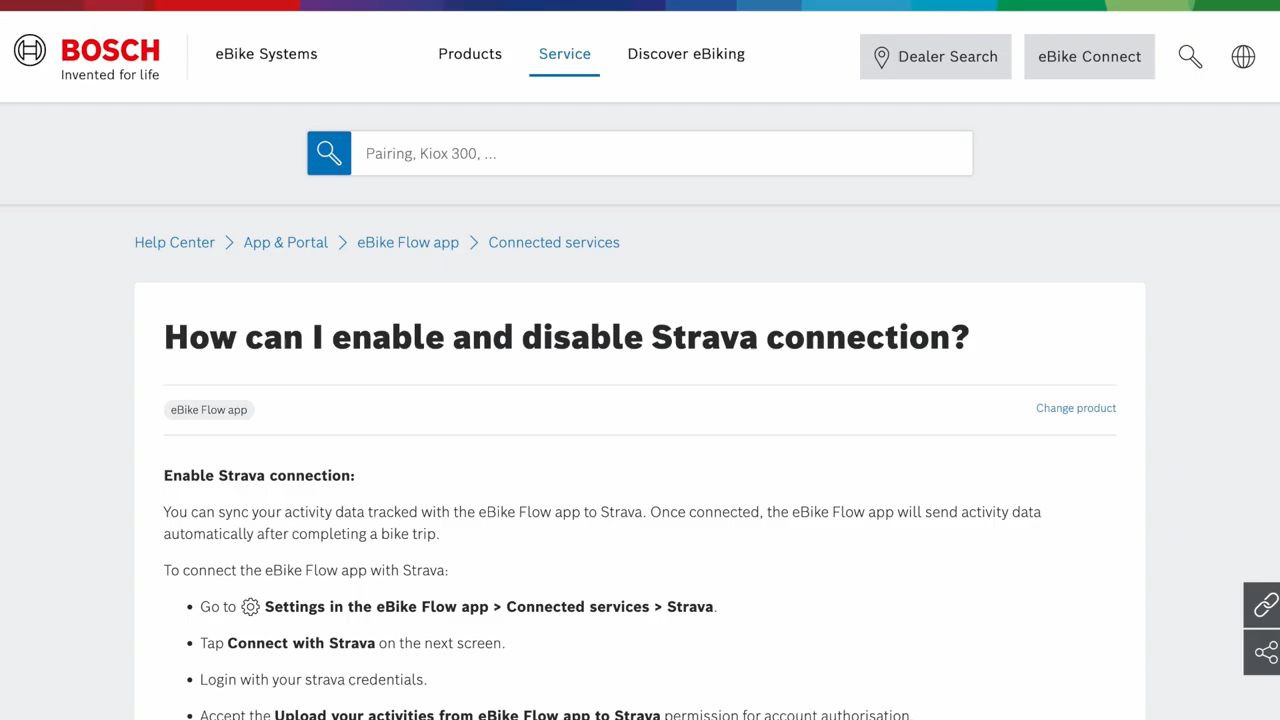 BOSCH
Invented for life
eBike Systems
Products
Service
Discover eBiking
Dealer Search
eBike Connect
Pairing, Kiox 300, ...
Help Center
App & Portal
eBike Flow app
Connected services
How can I enable and disable Strava connection?
eBike Flow app
Change product
Enable Strava connection:
You can sync your activity data tracked with the eBike Flow app to Strava. Once connected, the eBike Flow app will send activity data
automatically after completing a bike trip.
To connect the eBike Flow app with Strava:
• Go to Settings in the eBike Flow app > Connected services > Strava.
• Tap Connect with Strava on the next screen.
• Login with your strava credentials.
• Accept the Upload your activities from eBike Flow app to Strava permission for account authorisation.